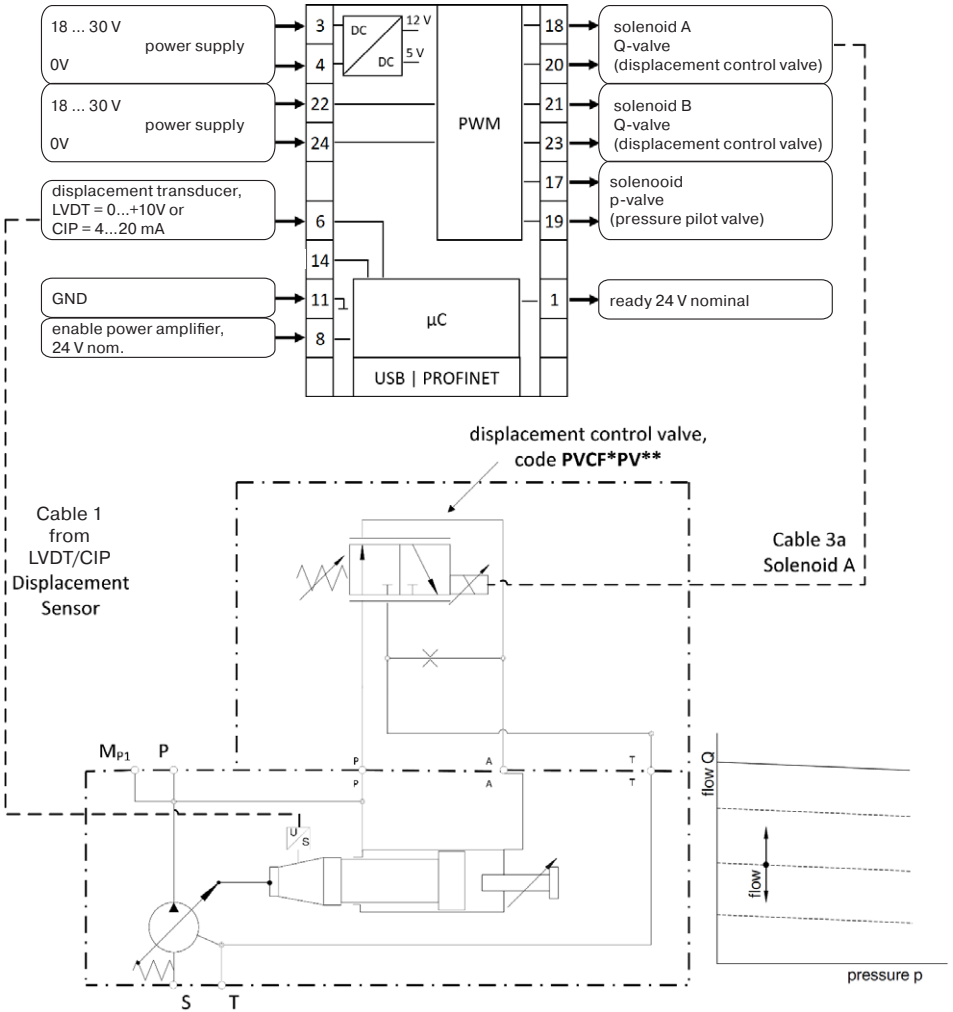 18 ... 30 V
power supply
0V
18 ... 30 V
power supply
0V
displacement transducer,
LVDT = 0...+10V or
CIP = 4...20 mA
GND
enable power amplifier,
24 V nom.
3
4
22
24
6
14
11
8
DC
DC
12 V
5 V
PWM
µC
USB | PROFINET
18
20
21
23
17
19
1
solenoid A
Q-valve
(displacement control valve)
solenoid B
Q-valve
(displacement control valve)
solenooid
p-valve
(pressure pilot valve)
ready 24 V nominal
displacement control valve,
code PVCF*PV**
Cable 1
from
LVDT/CIP
Displacement
Sensor
Cable 3a
Solenoid A
MP1
P
P
A
T
P
A
T
U
S
S
T
flow Q
flow
pressure p